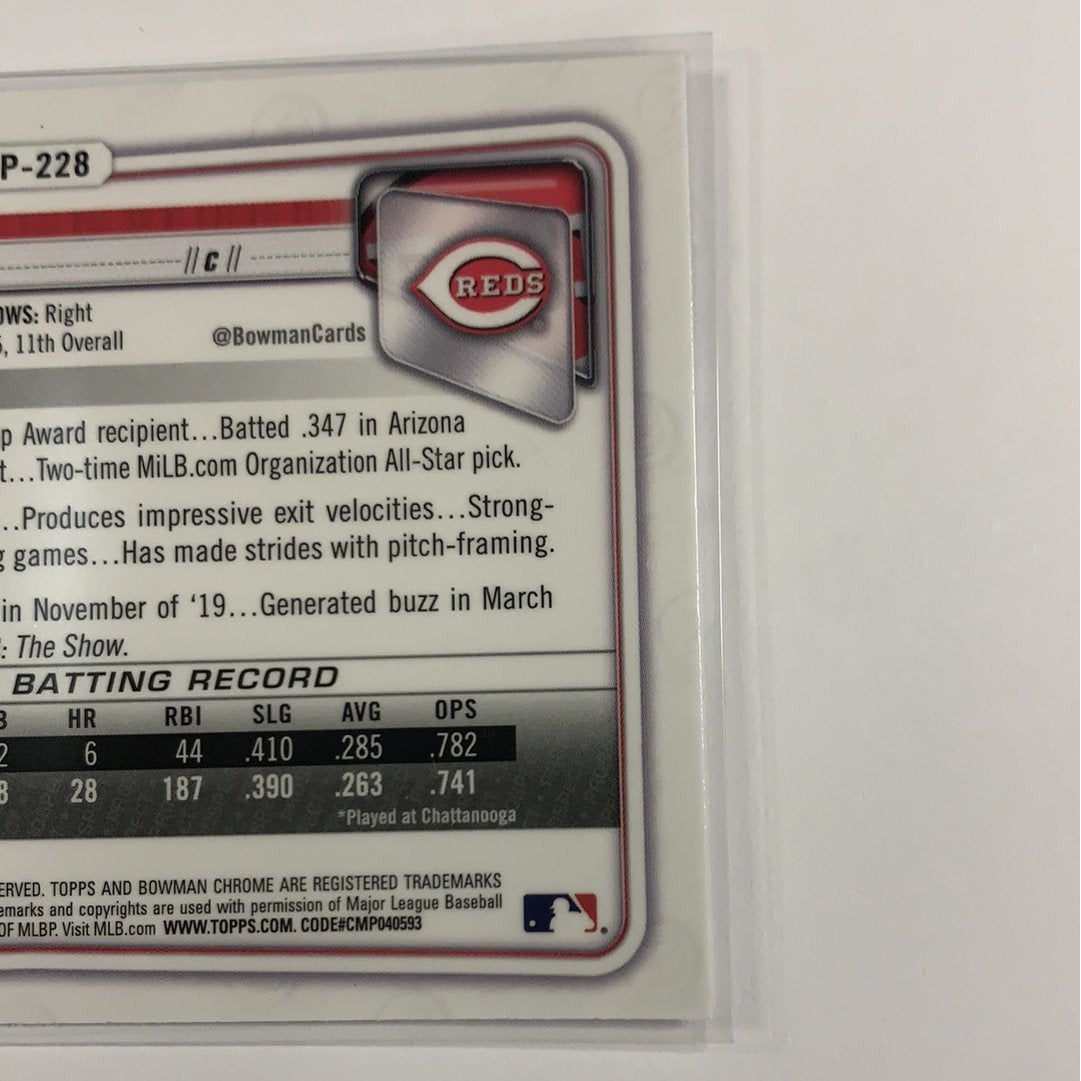 P-228
REDS
//C//
OWS: Right
, 11th Overall
@BowmanCards
p Award recipient...Batted .347 in Arizona
t...Two-time MiLB.com Organization All-Star pick.
..Produces impressive exit velocities...Strong-
g games...Has made strides with pitch-framing.
in November of ‘19...Generated buzz in March
: The Show.
BATTING RECORD
B HR RBI SLG AVG OPS
2 6 44 .410 .285 .782
8 28 187 .390 .263 .741
*Played at Chattanooga
ERVED. TOPPS AND BOWMAN CHROME ARE REGISTERED TRADEMARKS
emarks and copyrights are used with permission of Major League Baseball
OF MLBP. Visit MLB.com WWW.TOPPS.COM. CODE#CMP040593